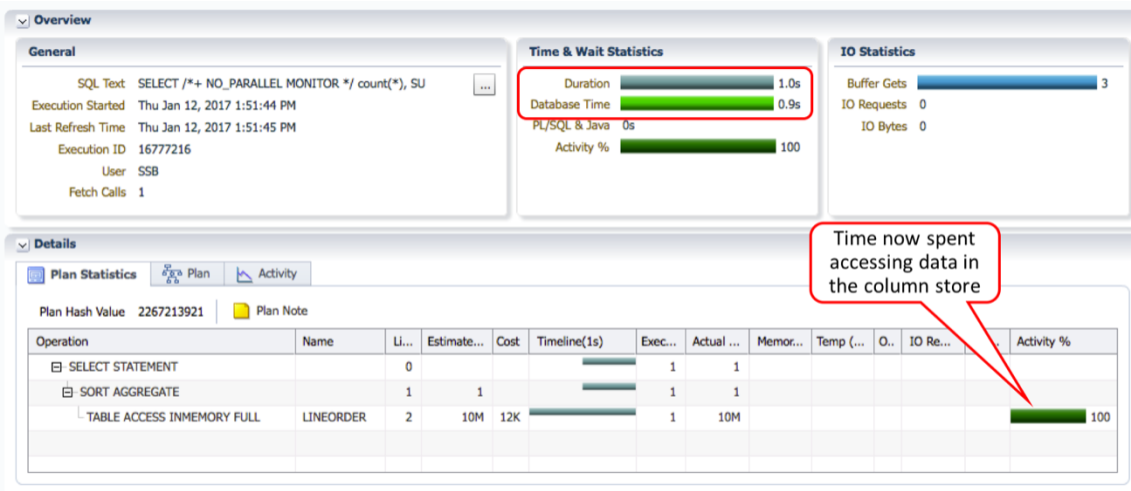 Overview
General
SQL Text SELECT /*+ NO_PARALLEL MONITOR */ count(*), SU ...
Execution Started Thu Jan 12, 2017 1:51:44 PM
Last Refresh Time Thu Jan 12, 2017 1:51:45 PM
Execution ID 16777216
User SSB
Fetch Calls 1
Time & Wait Statistics
Duration 1.0s
Database Time 0.9s
PL/SQL & Java 0s
Activity % 100
IO Statistics
Buffer Gets 3
IO Requests 0
IO Bytes 0
Details
Time now spent
accessing data in
the column store
Plan Statistics Plan Activity
Plan Hash Value 2267213921 Plan Note
Operation Name Li... Estimate... Cost Timeline(1s) Exec... Actual ... Memor... Temp (... O.. IO Re... Activity %
SELECT STATEMENT 0 1 1
SORT AGGREGATE 1 1 1 1
TABLE ACCESS INMEMORY FULL LINEORDER 2 10M 12K 1 10M 100